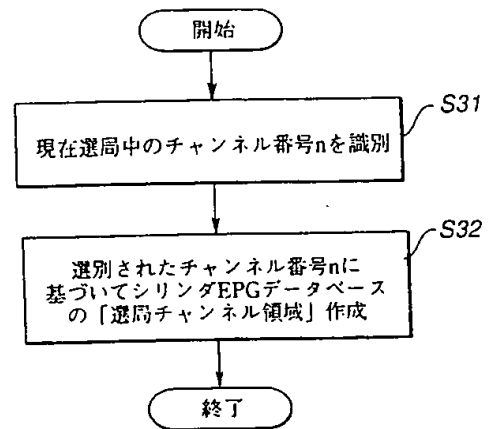 開始
S31
現在選局中のチャンネル番号nを識別
S32
選別されたチャンネル番号nに
基づいてシリンダEPGデータベース
の「選局チャンネル領域」作成
終了